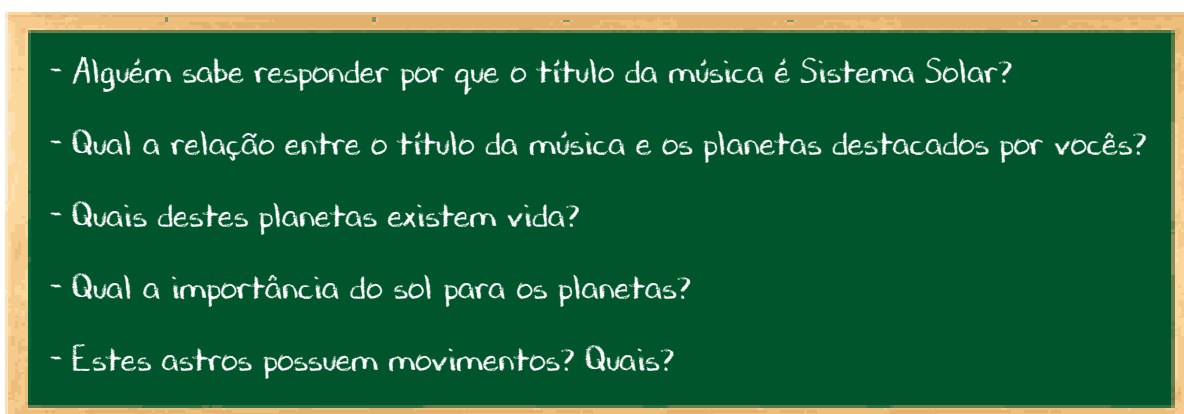 - Alguém sabe responder por que o título da música é Sistema Solar?
- Qual a relação entre o título da música e os planetas destacados por vocês?
- Quais destes planetas existem vida?
- Qual a importância do sol para os planetas?
- Estes astros possuem movimentos? Quais?